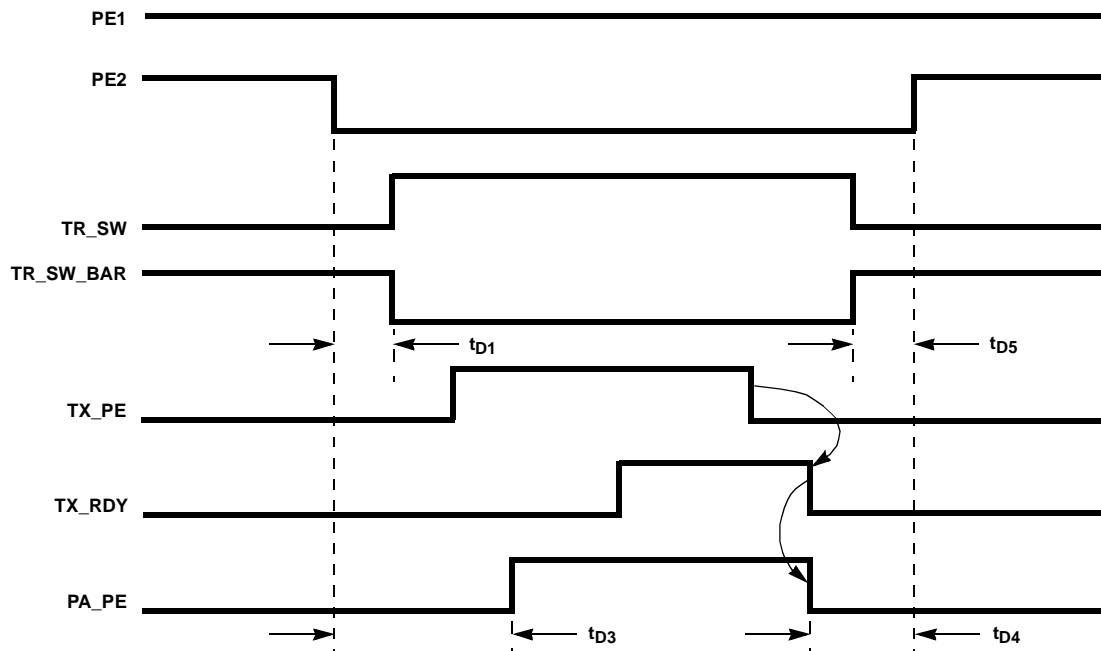 PE1
PE2
TR_SW
TR_SW_BAR
tD1
tD5
TX_PE
TX_RDY
PA_PE
tD3
tD4